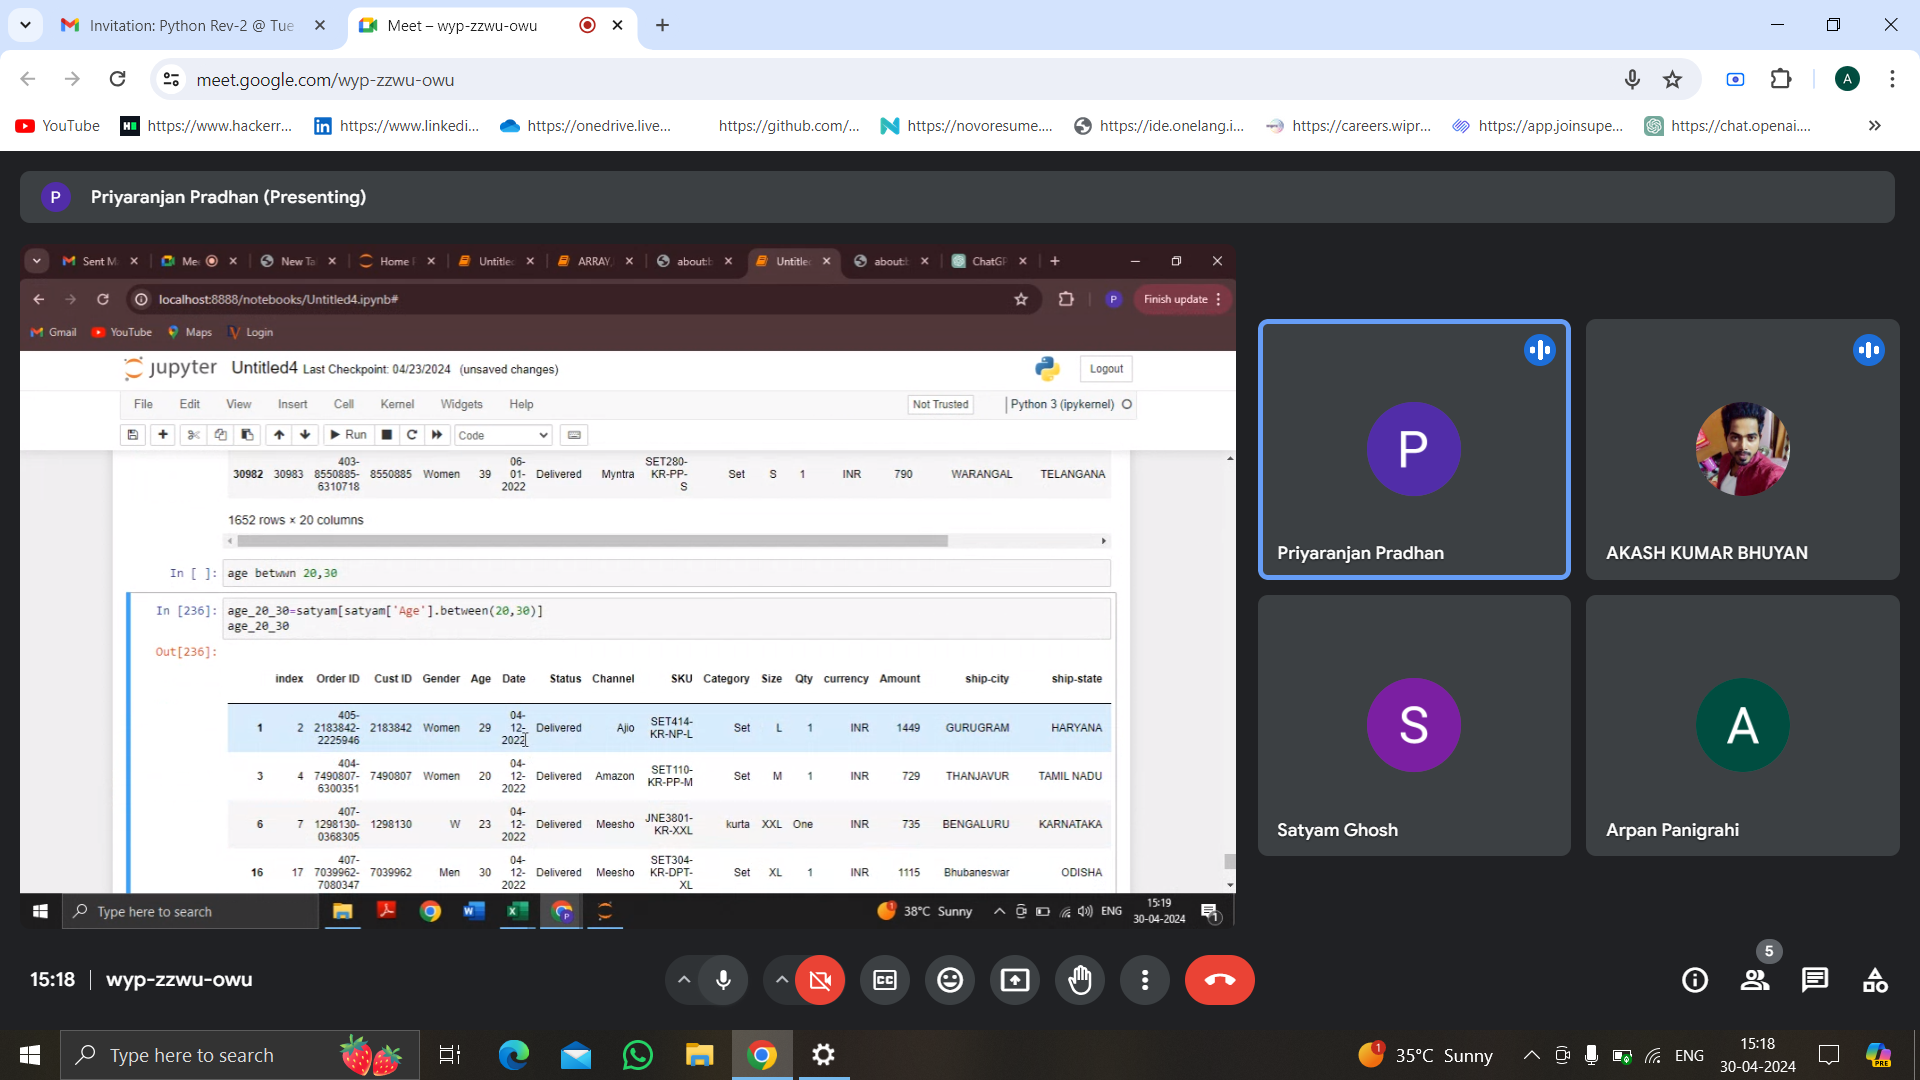 Invitation: Python Rev-2 @ Tue
Meet – wyp-zzwu-owu
meet.google.com/wyp-zzwu-owu
A
YouTube
https://www.hackerr...
https://www.linkedi...
https://onedrive.live...
https://github.com/...
https://novoresume....
https://ide.onelang.i...
https://careers.wipr...
https://app.joinsupe...
https://chat.openai....
P
Priyaranjan Pradhan (Presenting)
Sent M
Me
New Ta
Home
Untitle
ARRAY
about:
Untitle
about:
ChatGP
localhost:8888/notebooks/Untitled4.ipynb#
P
Finish update
Gmail
YouTube
Maps
Login
jupyter
Untitled4 Last Checkpoint: 04/23/2024 (unsaved changes)
Logout
File Edit View Insert Cell Kernel Widgets Help
Not Trusted
Python 3 (ipykernel)
Run
Code
30982 30983 403-8550885-6310718 8550885 Women 39 06-01-2022 Delivered Myntra SET280-KR-PP-S Set S 1 INR 790 WARANGAL TELANGANA
1652 rows × 20 columns
In [ ]: age betwwn 20,30
In [236]: age_20_30=satyam[satyam['Age'].between(20,30)]
age_20_30
Out[236]:
index Order ID Cust ID Gender Age Date Status Channel SKU Category Size Qty currency Amount ship-city ship-state
1 2 405-2183842-2225946 2183842 Women 29 04-12-2022 Delivered Ajio SET414-KR-NP-L Set L 1 INR 1449 GURUGRAM HARYANA
3 4 404-7490807-6300351 7490807 Women 20 04-12-2022 Delivered Amazon SET110-KR-PP-M Set M 1 INR 729 THANJAVUR TAMIL NADU
6 7 407-1298130-0368305 1298130 W 23 04-12-2022 Delivered Meesho JNE3801-KR-XXL kurta XXL One INR 735 BENGALURU KARNATAKA
16 17 407-7039962-7080347 7039962 Men 30 04-12-2022 Delivered Meesho SET304-KR-DPT-XL Set XL 1 INR 1115 Bhubaneswar ODISHA
Type here to search
38°C Sunny
ENG
15:19
30-04-2024
1
P
Priyaranjan Pradhan
AKASH KUMAR BHUYAN
S
Satyam Ghosh
A
Arpan Panigrahi
15:18 | wyp-zzwu-owu
CC
5
Type here to search
1
35°C Sunny
ENG
15:18
30-04-2024
PRE